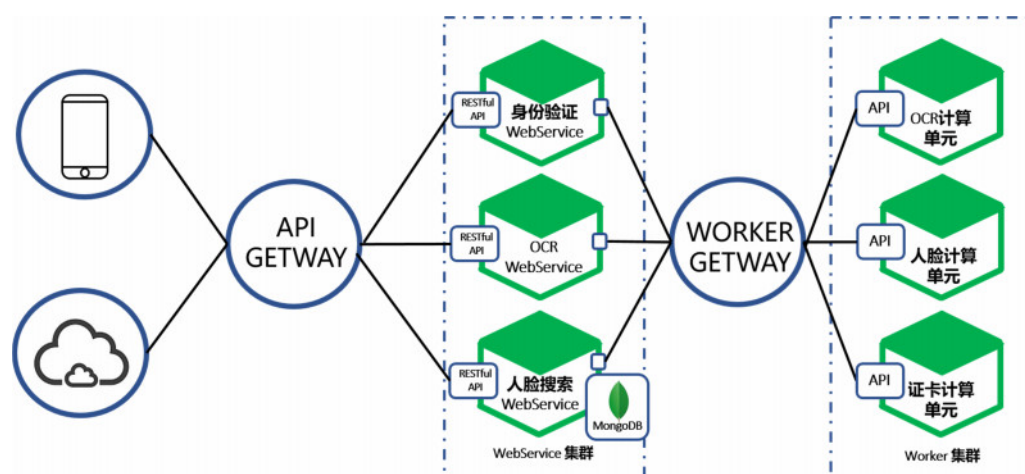 API
GETWAY
RESTful
API
身份验证
WebService
RESTful
API
OCR
WebService
RESTful
API
人脸搜索
WebService
MongoDB
WebService 集群
WORKER
GETWAY
API
OCR计算
单元
API
人脸计算
单元
API
证卡计算
单元
Worker 集群